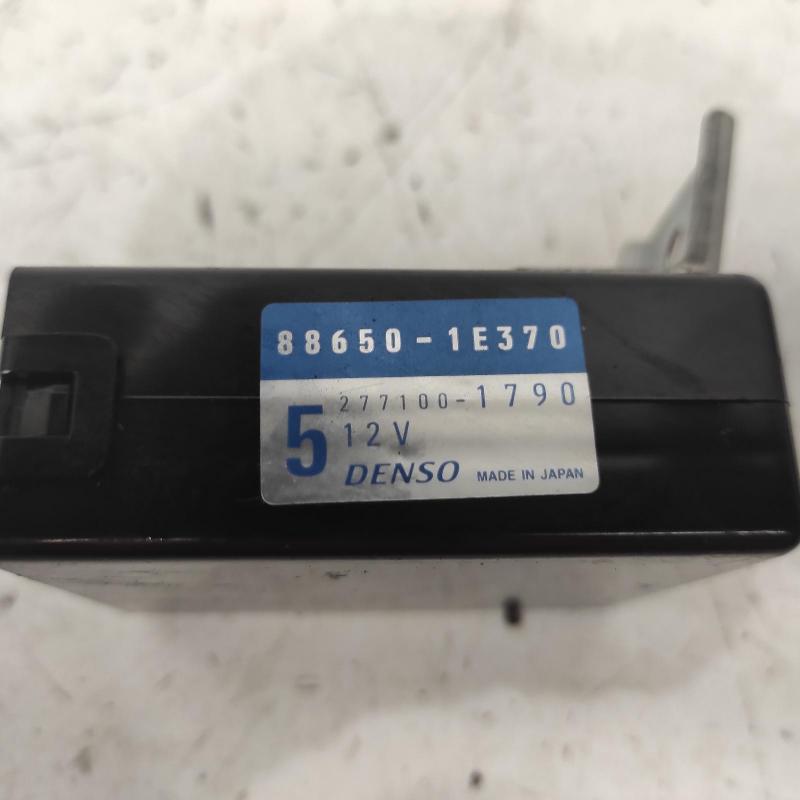 88650-1E370
5 277100-1790
12V
DENSO MADE IN JAPAN